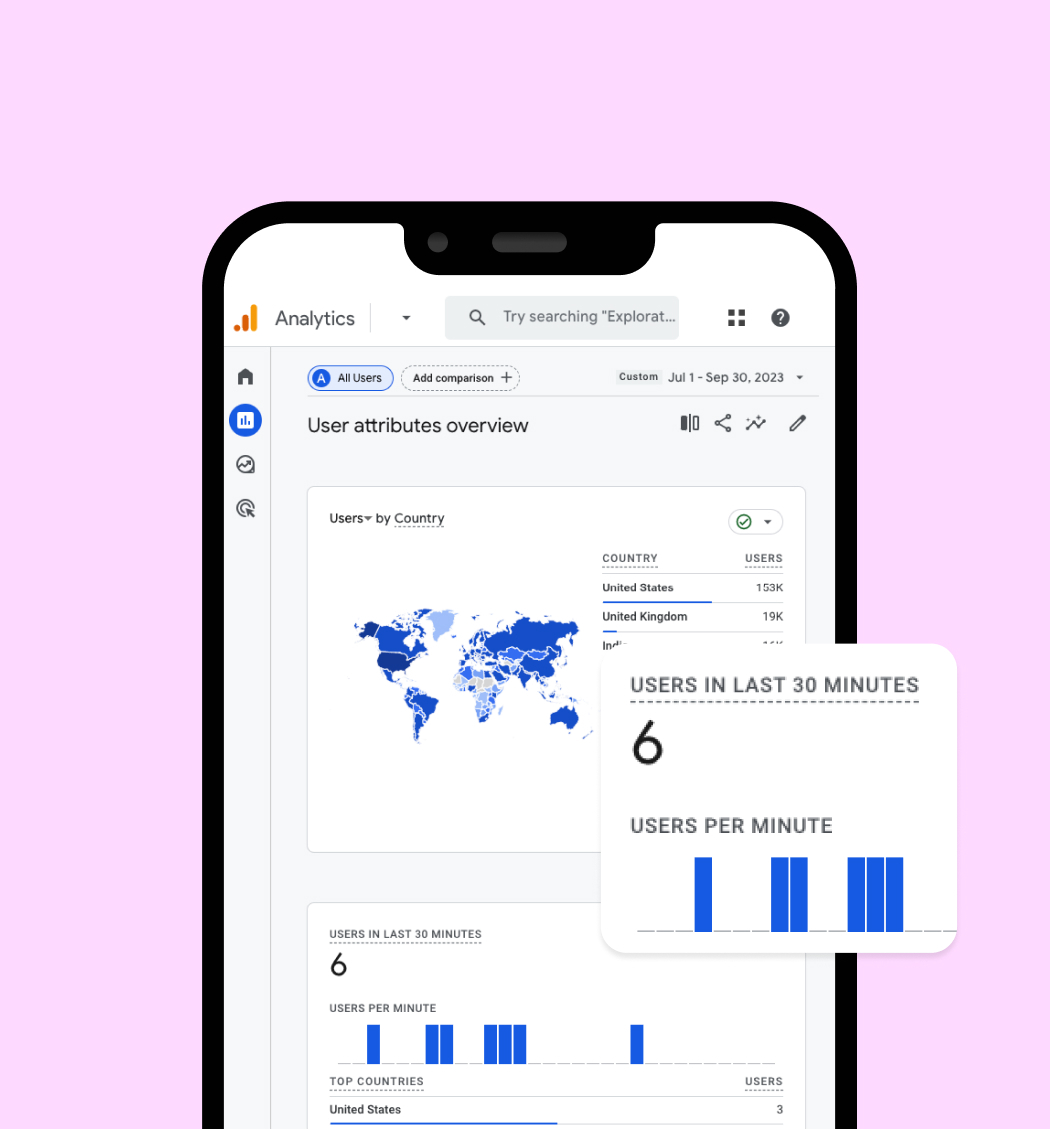 Analytics
Try searching "Explorat...
A All Users
Add comparison +
Custom Jul 1 - Sep 30, 2023
User attributes overview
Users by Country
COUNTRY USERS
United States 153K
United Kingdom 19K
USERS IN LAST 30 MINUTES
6
USERS PER MINUTE
USERS IN LAST 30 MINUTES
6
USERS PER MINUTE
TOP COUNTRIES USERS
United States 3